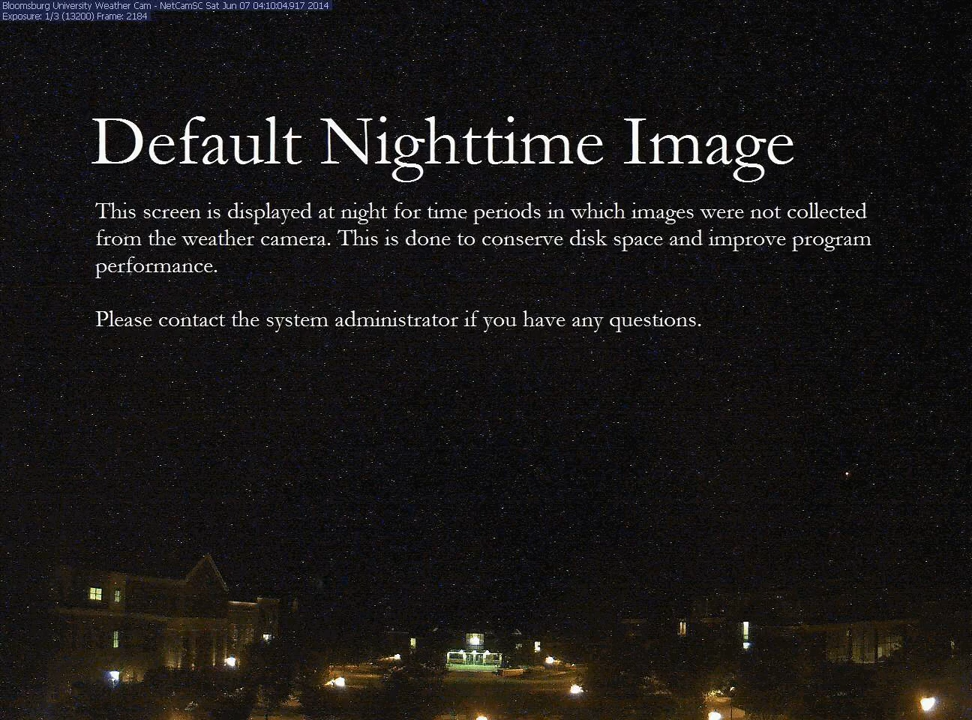 Bloomsburg University Weather Cam - NetCamSC Sat Jun 07 04:10:04.917 2014
Exposure: 1/3 (13200) Frame: 2184
Default Nighttime Image
This screen is displayed at night for time periods in which images were not collected
from the weather camera. This is done to conserve disk space and improve program
performance.
Please contact the system administrator if you have any questions.